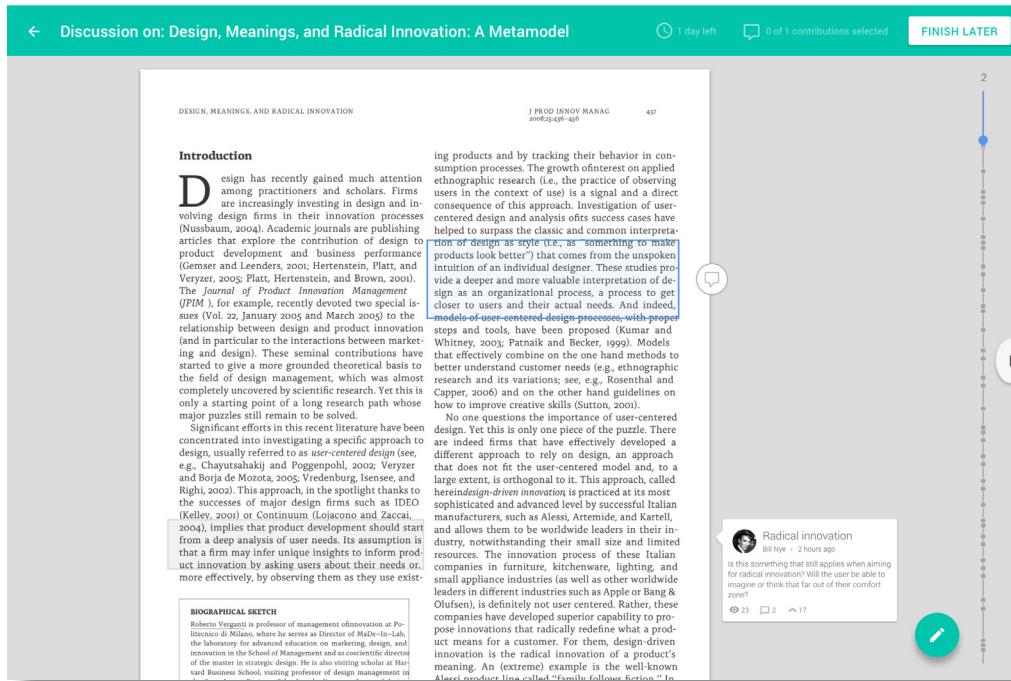 Discussion on: Design, Meanings, and Radical Innovation: A Metamodel
1 day left
0 of 1 contributions selected
FINISH LATER
2
DESIGN, MEANINGS, AND RADICAL INNOVATION
J PROD INNOV MANAG
2008;25:436–456
437
Introduction
Design has recently gained much attention
among practitioners and scholars. Firms
are increasingly investing in design and in-
volving design firms in their innovation processes
(Nussbaum, 2004). Academic journals are publishing
articles that explore the contribution of design to
product development and business performance
(Gemser and Leenders, 2001; Hertenstein, Platt, and
Veryzer, 2005; Platt, Hertenstein, and Brown, 2001).
The Journal of Product Innovation Management
(JPIM ), for example, recently devoted two special is-
sues (Vol. 22, January 2005 and March 2005) to the
relationship between design and product innovation
(and in particular to the interactions between market-
ing and design). These seminal contributions have
started to give a more grounded theoretical basis to
the field of design management, which was almost
completely uncovered by scientific research. Yet this is
only a starting point of a long research path whose
major puzzles still remain to be solved.
Significant efforts in this recent literature have been
concentrated into investigating a specific approach to
design, usually referred to as user-centered design (see,
e.g., Chayutsahakij and Poggenpohl, 2002; Veryzer
and Borja de Mozota, 2005; Vredenburg, Isensee, and
Righi, 2002). This approach, in the spotlight thanks to
the successes of major design firms such as IDEO
(Kelley, 2001) or Continuum (Lojacono and Zaccai,
2004), implies that product development should start
from a deep analysis of user needs. Its assumption is
that a firm may infer unique insights to inform prod-
uct innovation by asking users about their needs or,
more effectively, by observing them as they use exist-
BIOGRAPHICAL SKETCH
Roberto Verganti is professor of management ofinnovation at Po-
litecnico di Milano, where he serves as Director of MaDe-In-Lab,
the laboratory for advanced education on marketing, design, and
innovation in the School of Management and as coscientific director
of the master in strategic design. He is also visiting scholar at Har-
vard Business School, visiting professor of design management in
ing products and by tracking their behavior in con-
sumption processes. The growth ofinterest on applied
ethnographic research (i.e., the practice of observing
users in the context of use) is a signal and a direct
consequence of this approach. Investigation of user-
centered design and analysis ofits success cases have
helped to surpass the classic and common interpreta-
tion of design as style (i.e., as "something to make
products look better") that comes from the unspoken
intuition of an individual designer. These studies pro-
vide a deeper and more valuable interpretation of de-
sign as an organizational process, a process to get
closer to users and their actual needs. And indeed,
models of user-centered design processes, with proper
steps and tools, have been proposed (Kumar and
Whitney, 2003; Patnaik and Becker, 1999). Models
that effectively combine on the one hand methods to
better understand customer needs (e.g., ethnographic
research and its variations; see, e.g., Rosenthal and
Capper, 2006) and on the other hand guidelines on
how to improve creative skills (Sutton, 2001).
No one questions the importance of user-centered
design. Yet this is only one piece of the puzzle. There
are indeed firms that have effectively developed a
different approach to rely on design, an approach
that does not fit the user-centered model and, to a
large extent, is orthogonal to it. This approach, called
hereindesign-driven innovation, is practiced at its most
sophisticated and advanced level by successful Italian
manufacturers, such as Alessi, Artemide, and Kartell,
and allows them to be worldwide leaders in their in-
dustry, notwithstanding their small size and limited
resources. The innovation process of these Italian
companies in furniture, kitchenware, lighting, and
small appliance industries (as well as other worldwide
leaders in different industries such as Apple or Bang &
Olufsen), is definitely not user centered. Rather, these
companies have developed superior capability to pro-
pose innovations that radically redefine what a prod-
uct means for a customer. For them, design-driven
innovation is the radical innovation of a product's
meaning. An (extreme) example is the well-known
Alessi product line called "family follows fiction." In
Radical innovation
Bill Nye - 2 hours ago
Is this something that still applies when aiming
for radical innovation? Will the user be able to
imagine or think that far out of their comfort
zone?
23 2 17